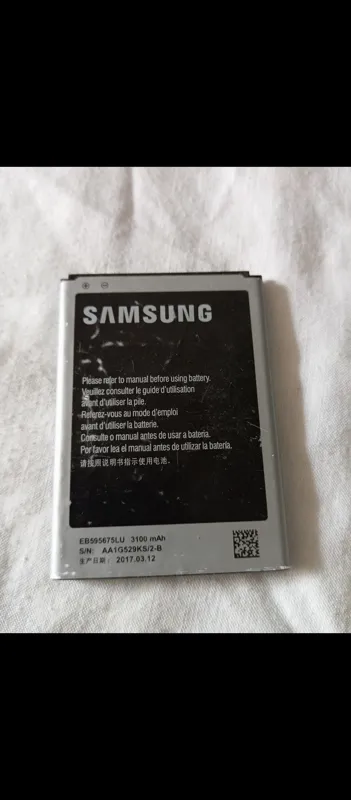 SAMSUNG
Please refer to manual before using battery.
Veuillez consulter le guide d'utilisation
avant d'utiliser la pile.
Referez-vous au mode d'emploi
avant d'utiliser la batterie.
Consulte o manual antes de usar a bateria.
Por favor lea el manual antes de utilizar la batería.
请按照说明书指示使用电池.
EB595675LU 3100 mAh
S/N: AA1G529KS/2-B
生产日期: 2017.03.12